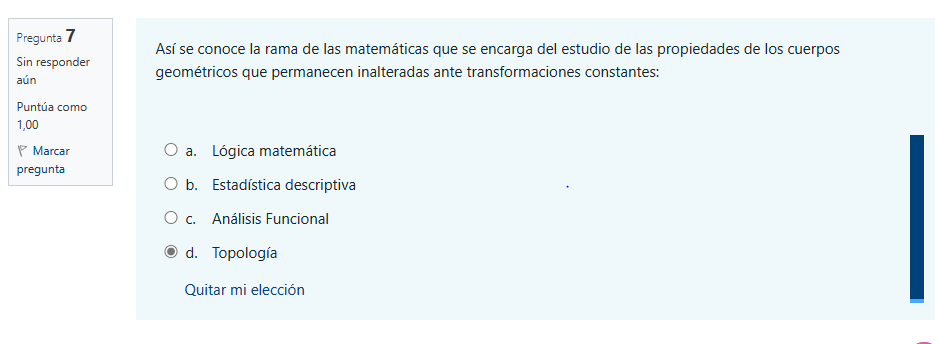 Pregunta 7
Sin responder
aún
Puntúa como
1,00
Marcar
pregunta
Así se conoce la rama de las matemáticas que se encarga del estudio de las propiedades de los cuerpos
geométricos que permanecen inalteradas ante transformaciones constantes:
a. Lógica matemática
b. Estadística descriptiva
c. Análisis Funcional
d. Topología
Quitar mi elección